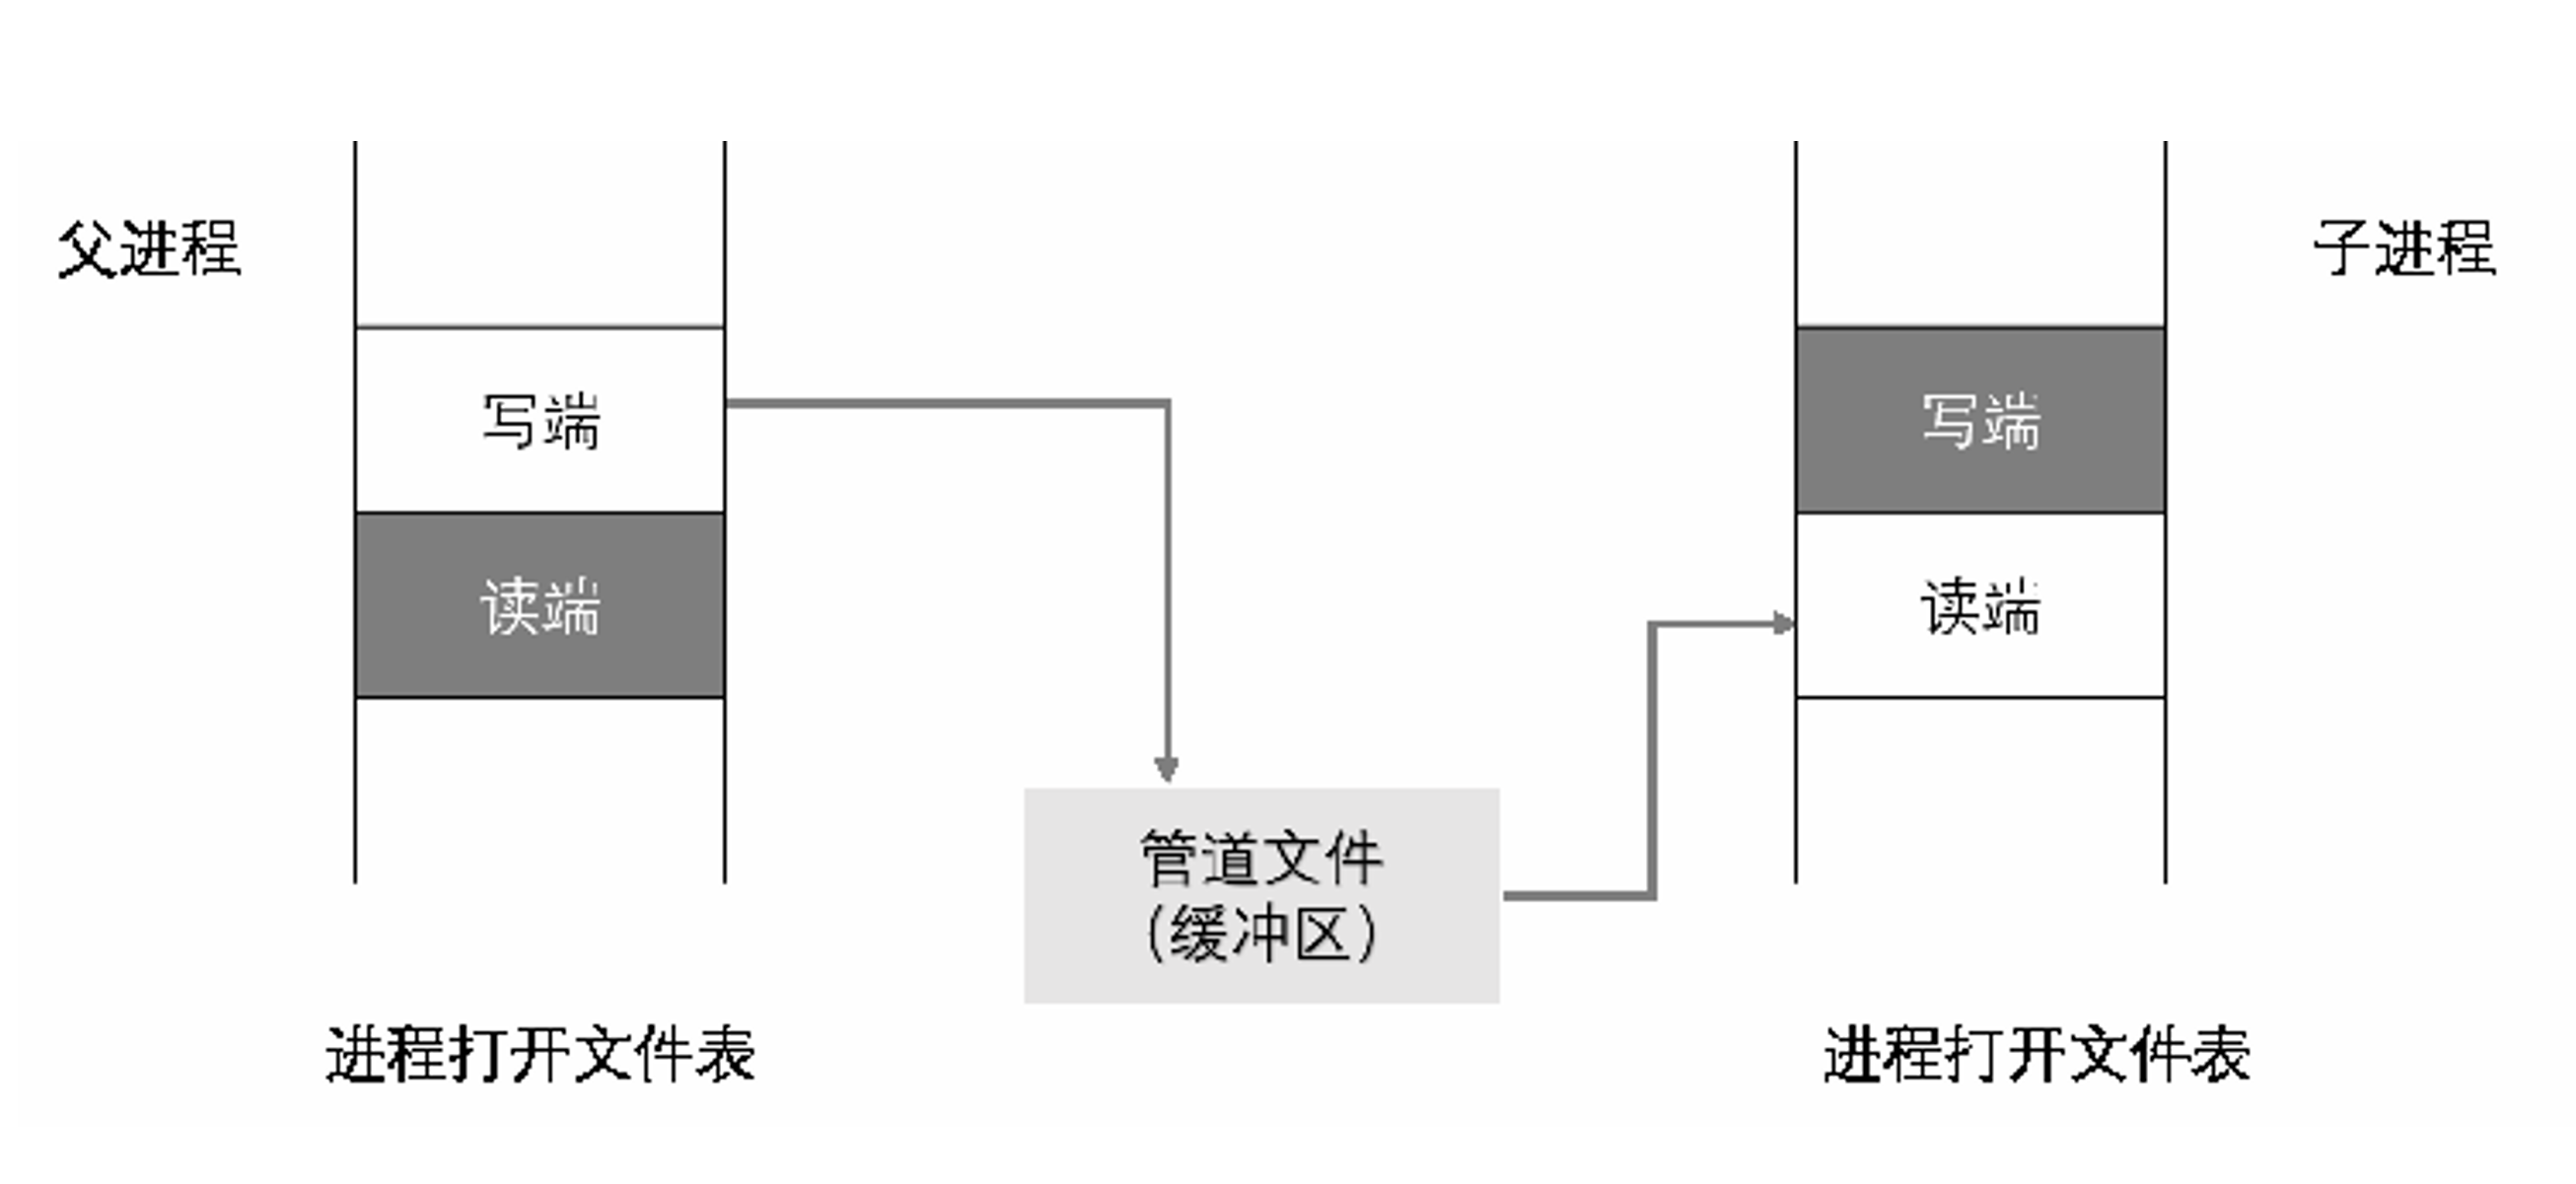 父进程
子进程
写端
写端
读端
读端
管道文件
(缓冲区)
进程打开文件表
进程打开文件表